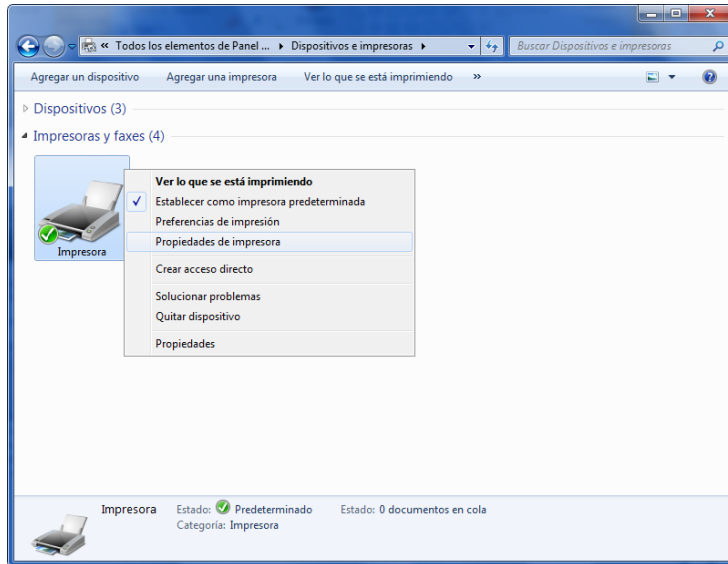 « Todos los elementos de Panel ... Dispositivos e impresoras Buscar Dispositivos e impresoras
Agregar un dispositivo Agregar una impresora Ver lo que se está imprimiendo »
Dispositivos (3)
Impresoras y faxes (4)
Impresora
Ver lo que se está imprimiendo
Establecer como impresora predeterminada
Preferencias de impresión
Propiedades de impresora
Crear acceso directo
Solucionar problemas
Quitar dispositivo
Propiedades
Impresora Estado: Predeterminado Estado: 0 documentos en cola
Categoría: Impresora